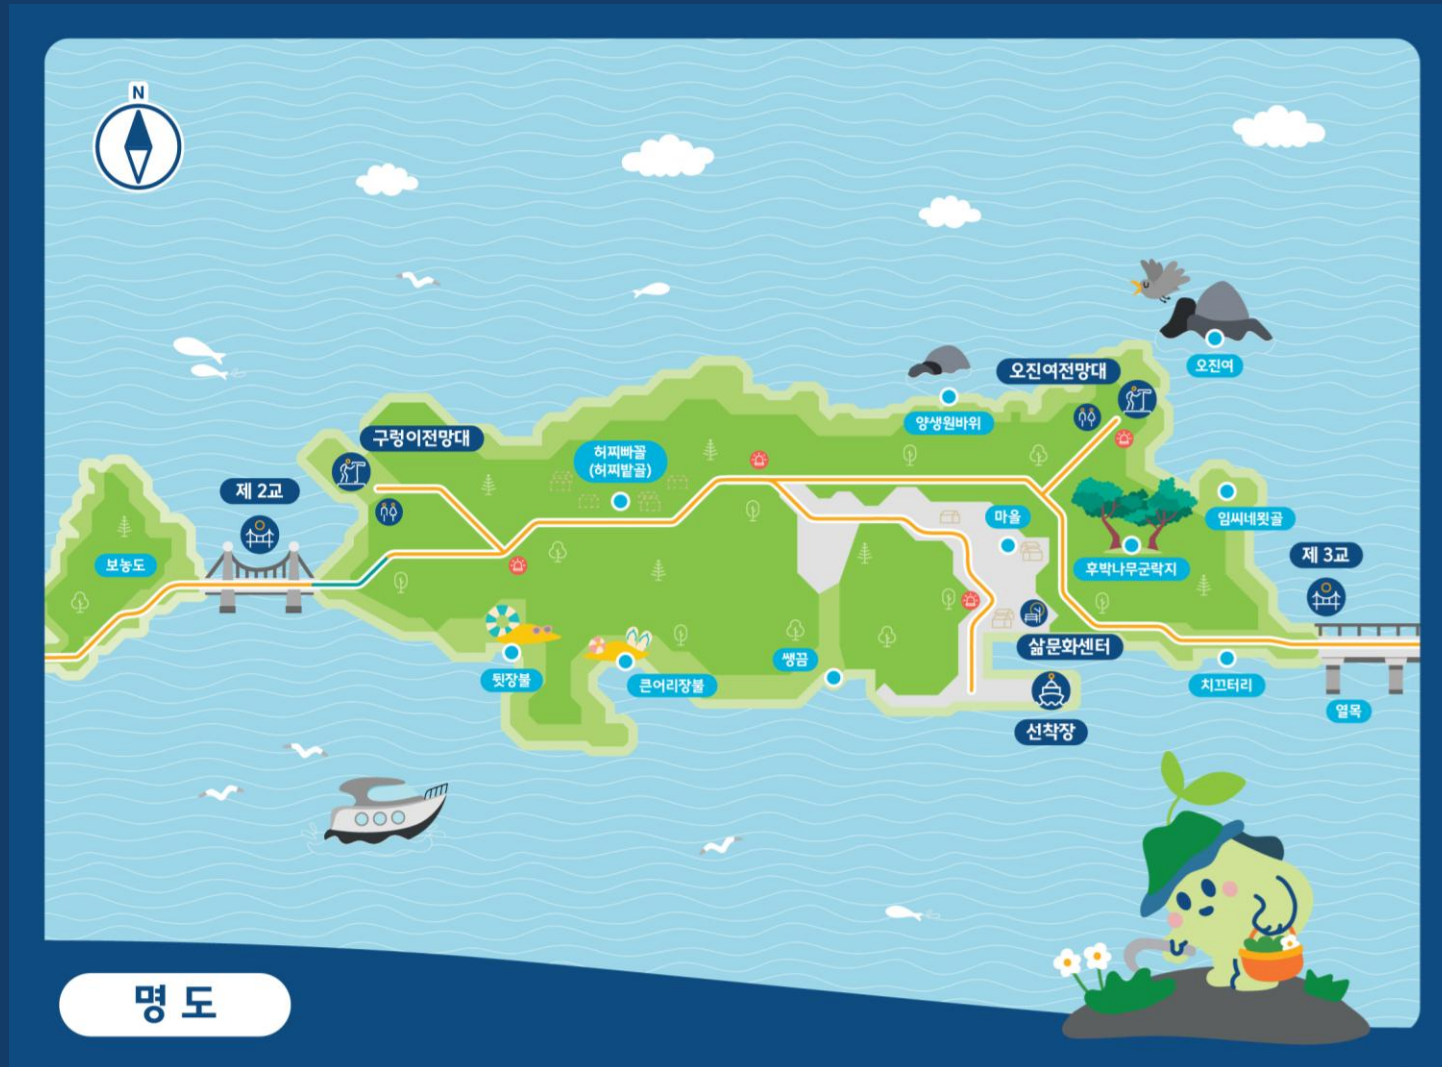 N
오진여
오진여전망대
양생원바위
구렁이전망대
허찌빠골
(허찌밭골)
제 2교
임씨네묏골
마을
보농도
후박나무군락지
제 3교
삶문화센터
쌩끔
뒷장불
큰어리장불
치끄터리
열목
선착장
명 도